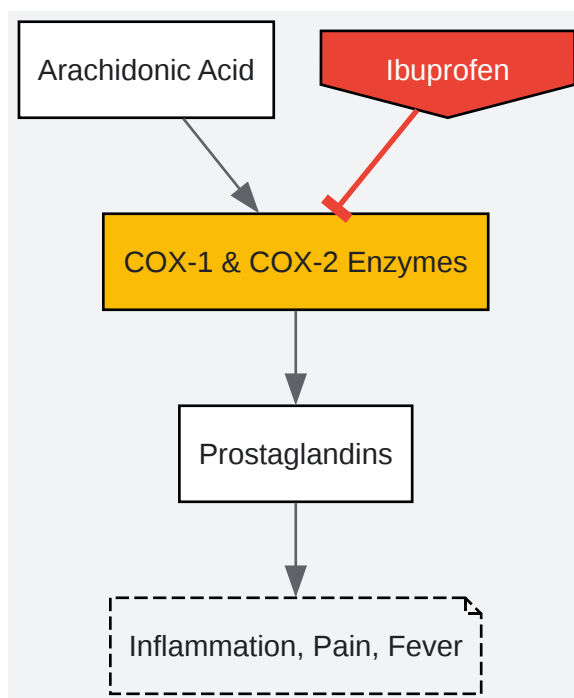 Arachidonic Acid
Ibuprofen
COX-1 & COX-2 Enzymes
Prostaglandins
Inflammation, Pain, Fever